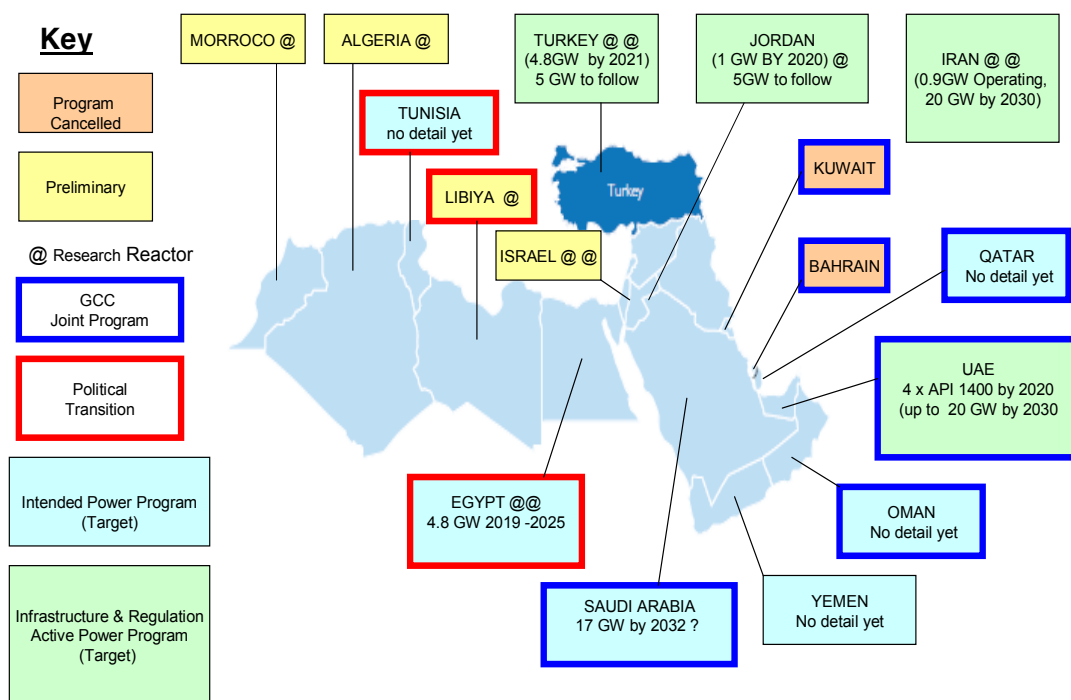 Key
Program
Cancelled
Preliminary
@ Research Reactor
GCC
Joint Program
Political
Transition
Intended Power Program
(Target)
Infrastructure & Regulation
Active Power Program
(Target)
MORROCO @
ALGERIA @
TUNISIA
no detail yet
LIBIYA @
TURKEY @ @
(4.8GW by 2021)
5 GW to follow
JORDAN
(1 GW BY 2020) @
5GW to follow
IRAN @ @
(0.9GW Operating,
20 GW by 2030)
Turkey
ISRAEL @ @
KUWAIT
BAHRAIN
QATAR
No detail yet
UAE
4 x API 1400 by 2020
(up to 20 GW by 2030
EGYPT @@
4.8 GW 2019 -2025
OMAN
No detail yet
SAUDI ARABIA
17 GW by 2032 ?
YEMEN
No detail yet